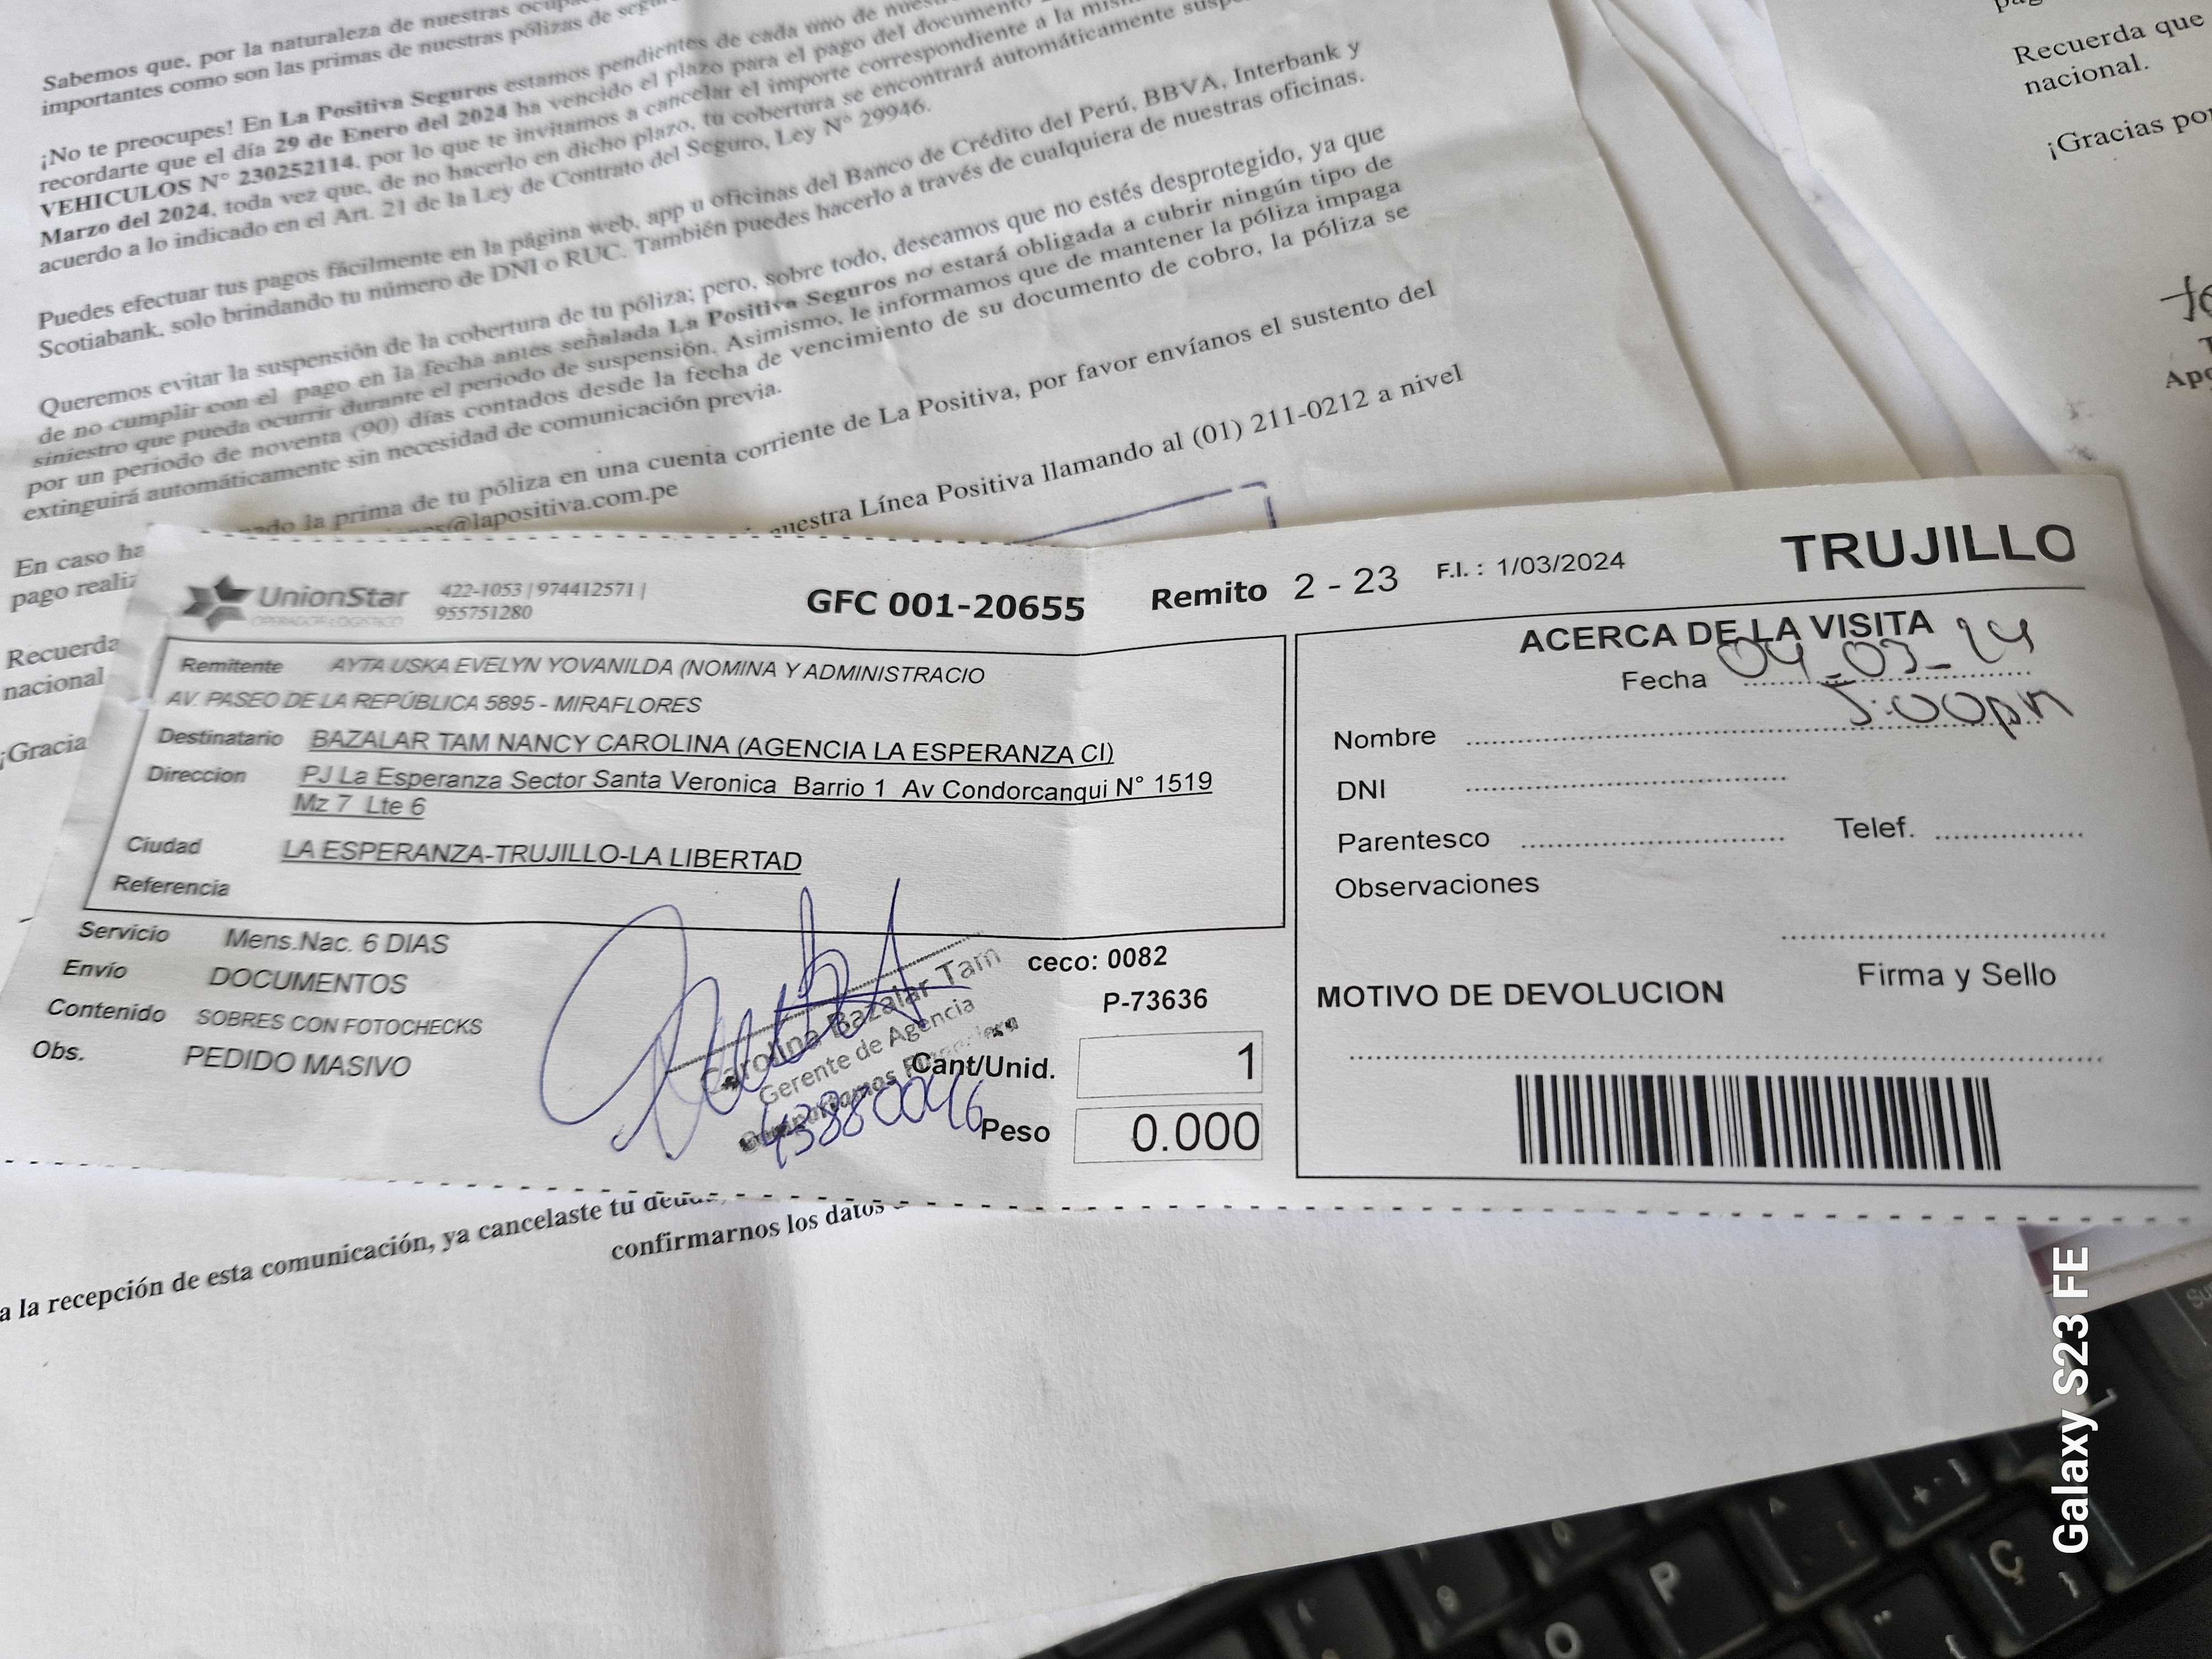 Sabemos que, por la naturaleza de nuestras
importantes como son las primas de nuestras pólizas de
¡No te preocupes! En La Positiva Seguros estamos pendientes de cada uno de
recordarte que el día 29 de Enero del 2024 ha vencido el plazo para el pago del documento
VEHICULOS N° 230252114, por lo que te invitamos a cancelar el importe correspondiente a la
Marzo del 2024, toda vez que, de no hacerlo en dicho plazo, tu cobertura se encontrará automáticamente
acuerdo a lo indicado en el Art. 21 de la Ley de Contrato del Seguro, Ley N° 29946.
Puedes efectuar tus pagos fácilmente en la página web, app u oficinas del Banco de Crédito del Perú, BBVA, Interbank y
Scotiabank, solo brindando tu número de DNI o RUC. También puedes hacerlo a través de cualquiera de nuestras oficinas.
Queremos evitar la suspensión de la cobertura de tu póliza; pero, sobre todo, deseamos que no estés desprotegido, ya que
de no cumplir con el pago en la fecha antes señalada La Positiva Seguros no estará obligada a cubrir ningún tipo de
siniestro que pueda ocurrir durante el periodo de suspensión. Asimismo, le informamos que de mantener la póliza impaga
por un periodo de noventa (90) días contados desde la fecha de vencimiento de su documento de cobro, la póliza se
extinguirá automáticamente sin necesidad de comunicación previa.
En caso la prima de tu póliza en una cuenta corriente de La Positiva, por favor envíanos el sustento del
pago @lapositiva.com.pe
Recuerda nuestra Línea Positiva llamando al (01) 211-0212 a nivel
nacional
Recuerda que
nacional.
¡Gracias
UnionStar
OPERADOR LOGISTICO
422-1053 | 974412571 |
955751280
GFC 001-20655
Remito 2 - 23
F.I. : 1/03/2024
TRUJILLO
Remitente AYTA USKA EVELYN YOVANILDA (NOMINA Y ADMINISTRACIO
AV. PASEO DE LA REPÚBLICA 5895 - MIRAFLORES
Destinatario BAZALAR TAM NANCY CAROLINA (AGENCIA LA ESPERANZA CI)
Direccion PJ La Esperanza Sector Santa Veronica Barrio 1 Av Condorcanqui N° 1519
Mz 7 Lte 6
Ciudad LA ESPERANZA-TRUJILLO-LA LIBERTAD
Referencia
Servicio Mens.Nac. 6 DIAS
Envío DOCUMENTOS
Contenido SOBRES CON FOTOCHECKS
Obs. PEDIDO MASIVO
Carolina Bazalar Tam
Gerente de Agencia
43880046
ceco: 0082
P-73636
Cant/Unid. 1
Peso 0.000
ACERCA DE LA VISITA
Fecha 04-03-24
5:00pm
Nombre
DNI
Parentesco Telef.
Observaciones
Firma y Sello
MOTIVO DE DEVOLUCION
a la recepción de esta comunicación, ya cancelaste tu
confirmarnos los datos
Galaxy S23 FE
P
O
Ç